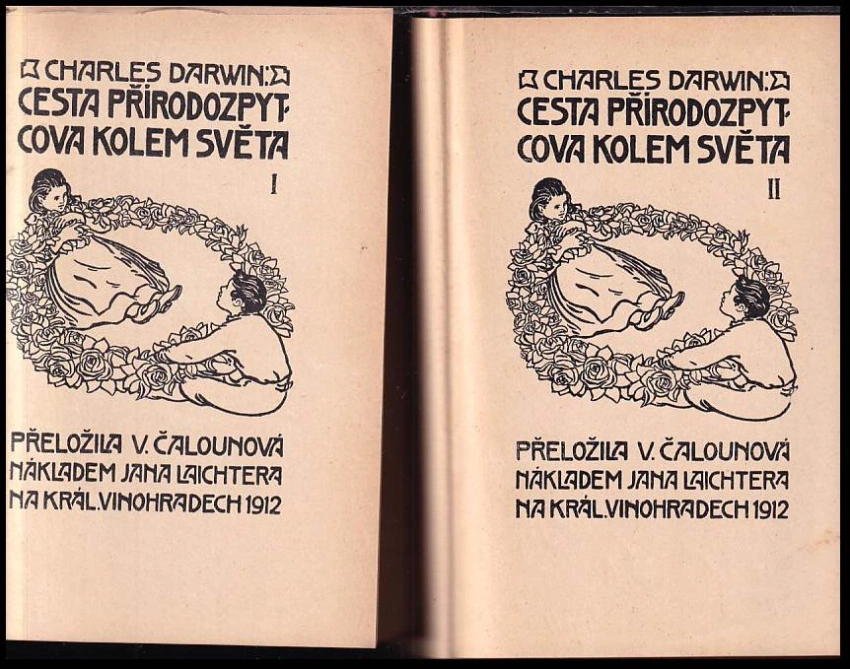 CHARLES DARWIN:
CESTA PŘÍRODOZPYT-
COVA KOLEM SVĚTA
I
PŘELOŽILA V. ČALOUNOVÁ
NÁKLADEM JANA LAICHTERA
NA KRÁL. VINOHRADECH 1912
CHARLES DARWIN:
CESTA PŘÍRODOZPYT-
COVA KOLEM SVĚTA
II
PŘELOŽILA V. ČALOUNOVÁ
NÁKLADEM JANA LAICHTERA
NA KRÁL. VINOHRADECH 1912